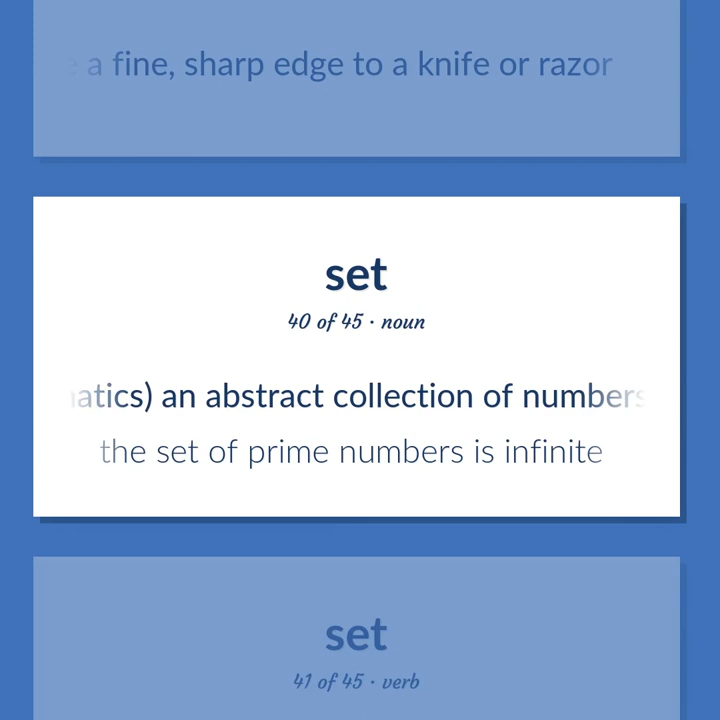 a fine, sharp edge to a knife or razor
set
40 of 45 · noun
atics) an abstract collection of numbers
the set of prime numbers is infinite
set
41 of 45 · verb